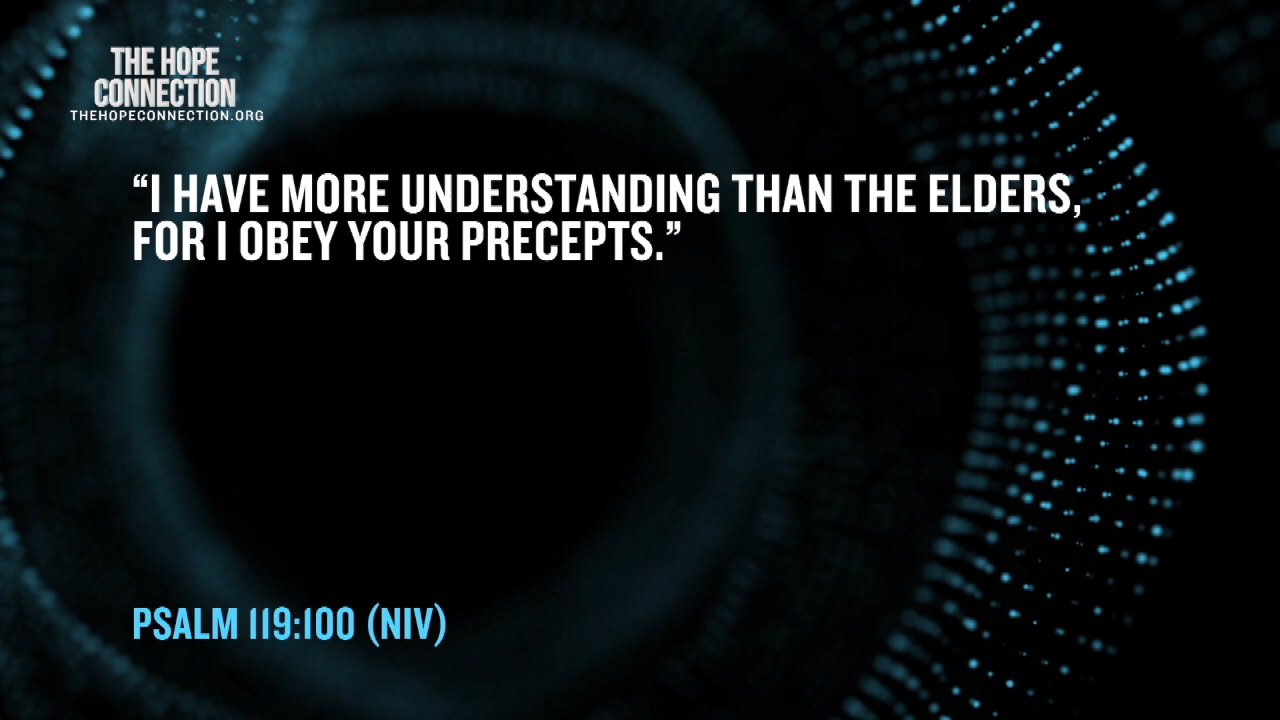 THE HOPE
CONNECTION
THEHOPECONNECTION.ORG
“I HAVE MORE UNDERSTANDING THAN THE ELDERS,
FOR I OBEY YOUR PRECEPTS.”
PSALM 119:100 (NIV)